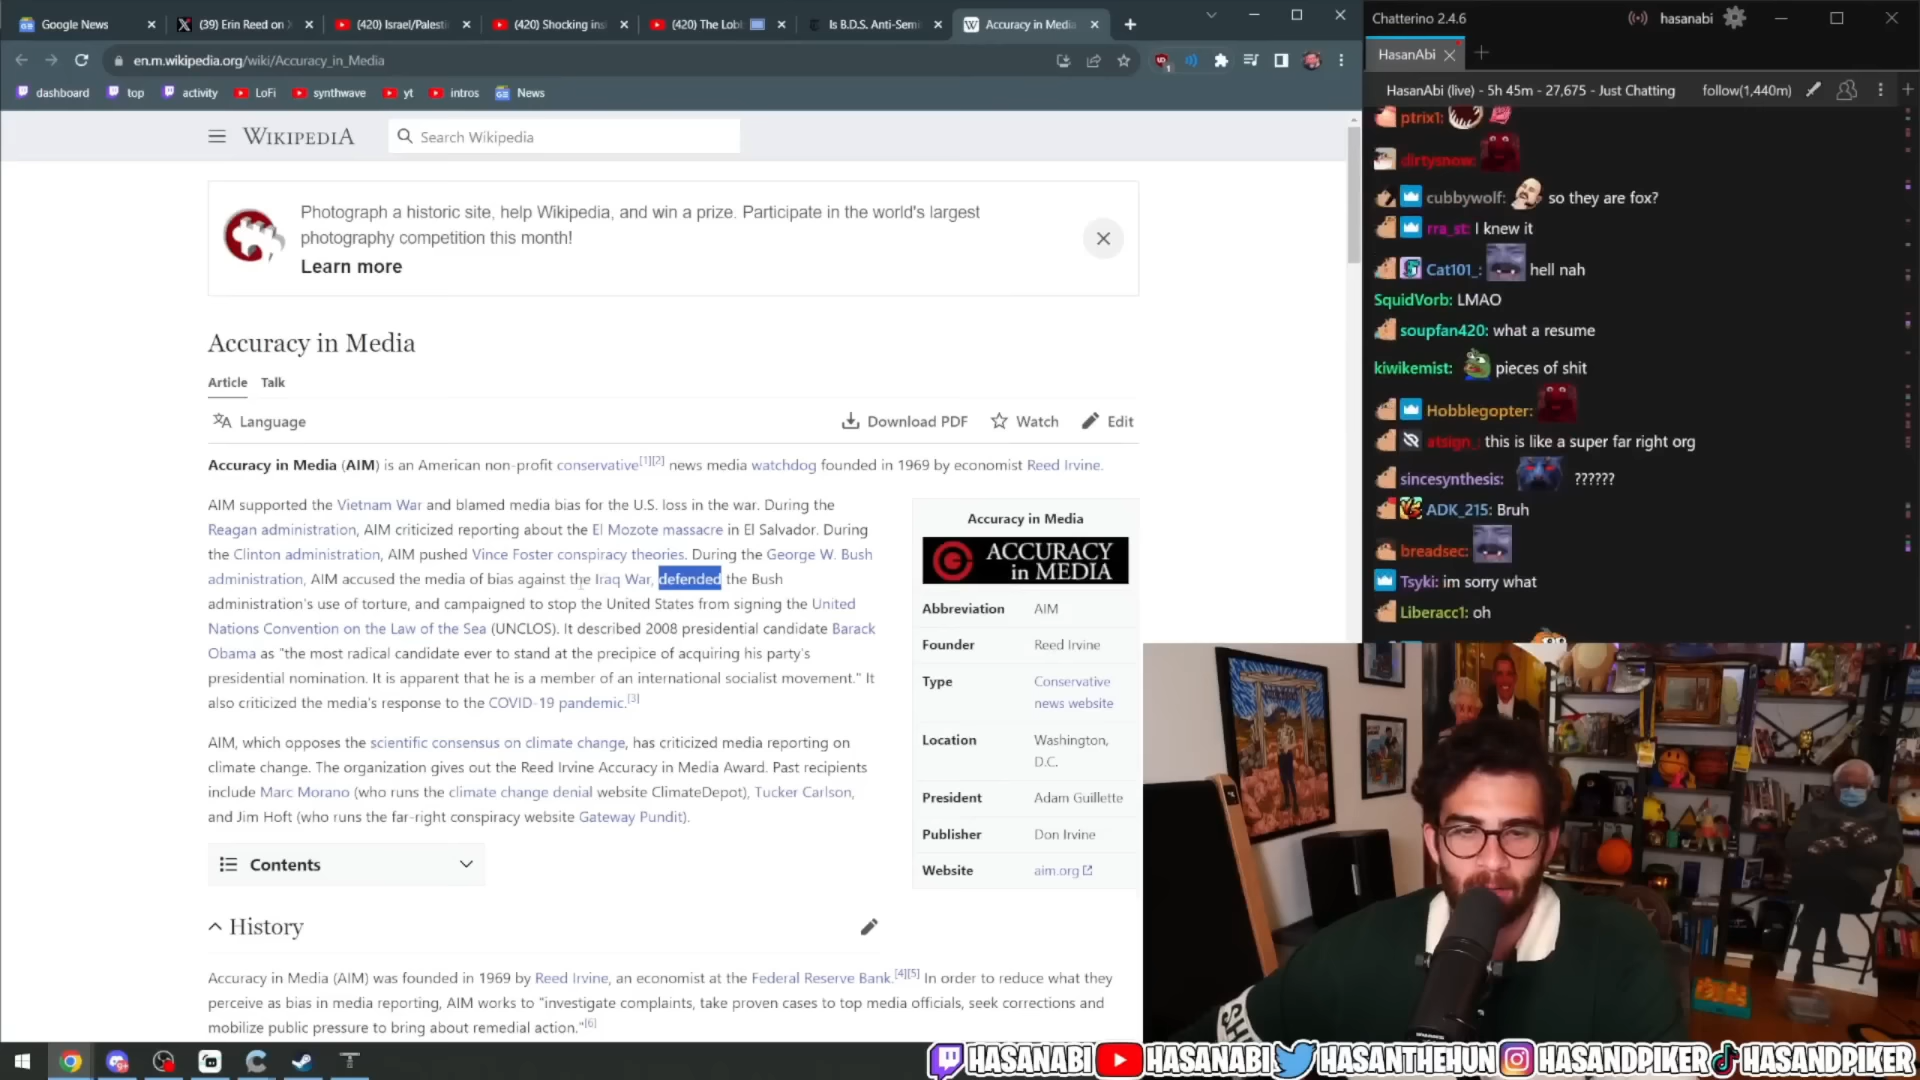 Google News
(39) Erin Reed on
(420) Israel/Palesti
(420) Shocking ins
(420) The Lobb
Is B.D.S. Anti-Sem
Accuracy in Media
en.m.wikipedia.org/wiki/Accuracy_in_Media
dashboard
top
activity
LoFi
synthwave
yt
intros
News
WIKIPEDIA
Search Wikipedia
Photograph a historic site, help Wikipedia, and win a prize. Participate in the world's largest
photography competition this month!
Learn more
Accuracy in Media
Article Talk
Language
Download PDF
Watch
Edit
Accuracy in Media (AIM) is an American non-profit conservative[1][2] news media watchdog founded in 1969 by economist Reed Irvine.
AIM supported the Vietnam War and blamed media bias for the U.S. loss in the war. During the
Reagan administration, AIM criticized reporting about the El Mozote massacre in El Salvador. During
the Clinton administration, AIM pushed Vince Foster conspiracy theories. During the George W. Bush
administration, AIM accused the media of bias against the Iraq War, defended the Bush
administration's use of torture, and campaigned to stop the United States from signing the United
Nations Convention on the Law of the Sea (UNCLOS). It described 2008 presidential candidate Barack
Obama as "the most radical candidate ever to stand at the precipice of acquiring his party's
presidential nomination. It is apparent that he is a member of an international socialist movement." It
also criticized the media's response to the COVID-19 pandemic.[3]
AIM, which opposes the scientific consensus on climate change, has criticized media reporting on
climate change. The organization gives out the Reed Irvine Accuracy in Media Award. Past recipients
include Marc Morano (who runs the climate change denial website ClimateDepot), Tucker Carlson,
and Jim Hoft (who runs the far-right conspiracy website Gateway Pundit).
Contents
History
Accuracy in Media (AIM) was founded in 1969 by Reed Irvine, an economist at the Federal Reserve Bank.[4][5] In order to reduce what they
perceive as bias in media reporting, AIM works to "investigate complaints, take proven cases to top media officials, seek corrections and
mobilize public pressure to bring about remedial action."[6]
Accuracy in Media
ACCURACY
in MEDIA
Abbreviation AIM
Founder Reed Irvine
Type Conservative
news website
Location Washington,
D.C.
President Adam Guillette
Publisher Don Irvine
Website aim.org
Chatterino 2.4.6
hasanabi
HasanAbi
HasanAbi (live) - 5h 45m - 27,675 - Just Chatting
follow(1,440m)
ptrix1:
dirtysnow:
cubbywolf: so they are fox?
rra_st: I knew it
Cat101_: hell nah
SquidVorb: LMAO
soupfan420: what a resume
kiwikemist: pieces of shit
Hobblegopter:
atsign_: this is like a super far right org
sincesynthesis: ??????
ADK_215: Bruh
breadsec:
Tsyki: im sorry what
Liberacc1: oh
HASANABI
HASANABI
HASANTHEHUN
HASANDPIKER
HASANDPIKER